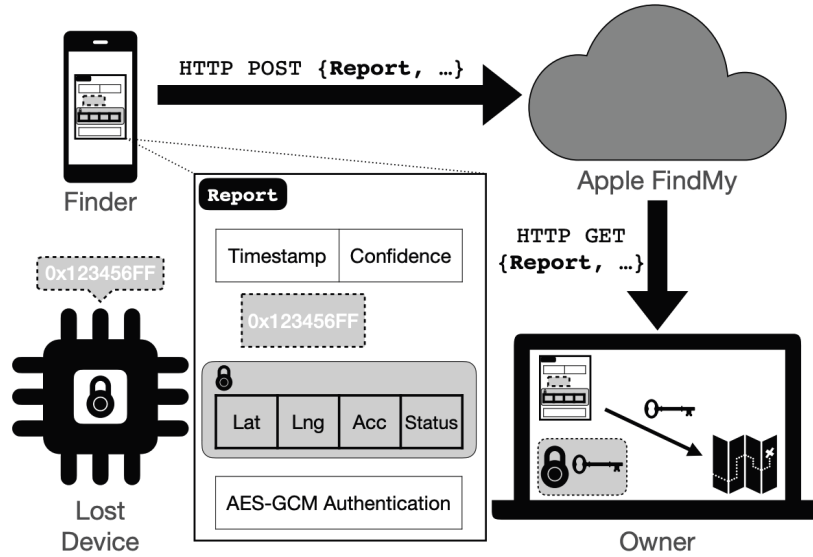 HTTP POST {Report, …}
Finder
Apple FindMy
Report
HTTP GET
{Report, …}
Timestamp Confidence
0x123456FF
0x123456FF
Lat Lng Acc Status
AES-GCM Authentication
Lost
Device
Owner